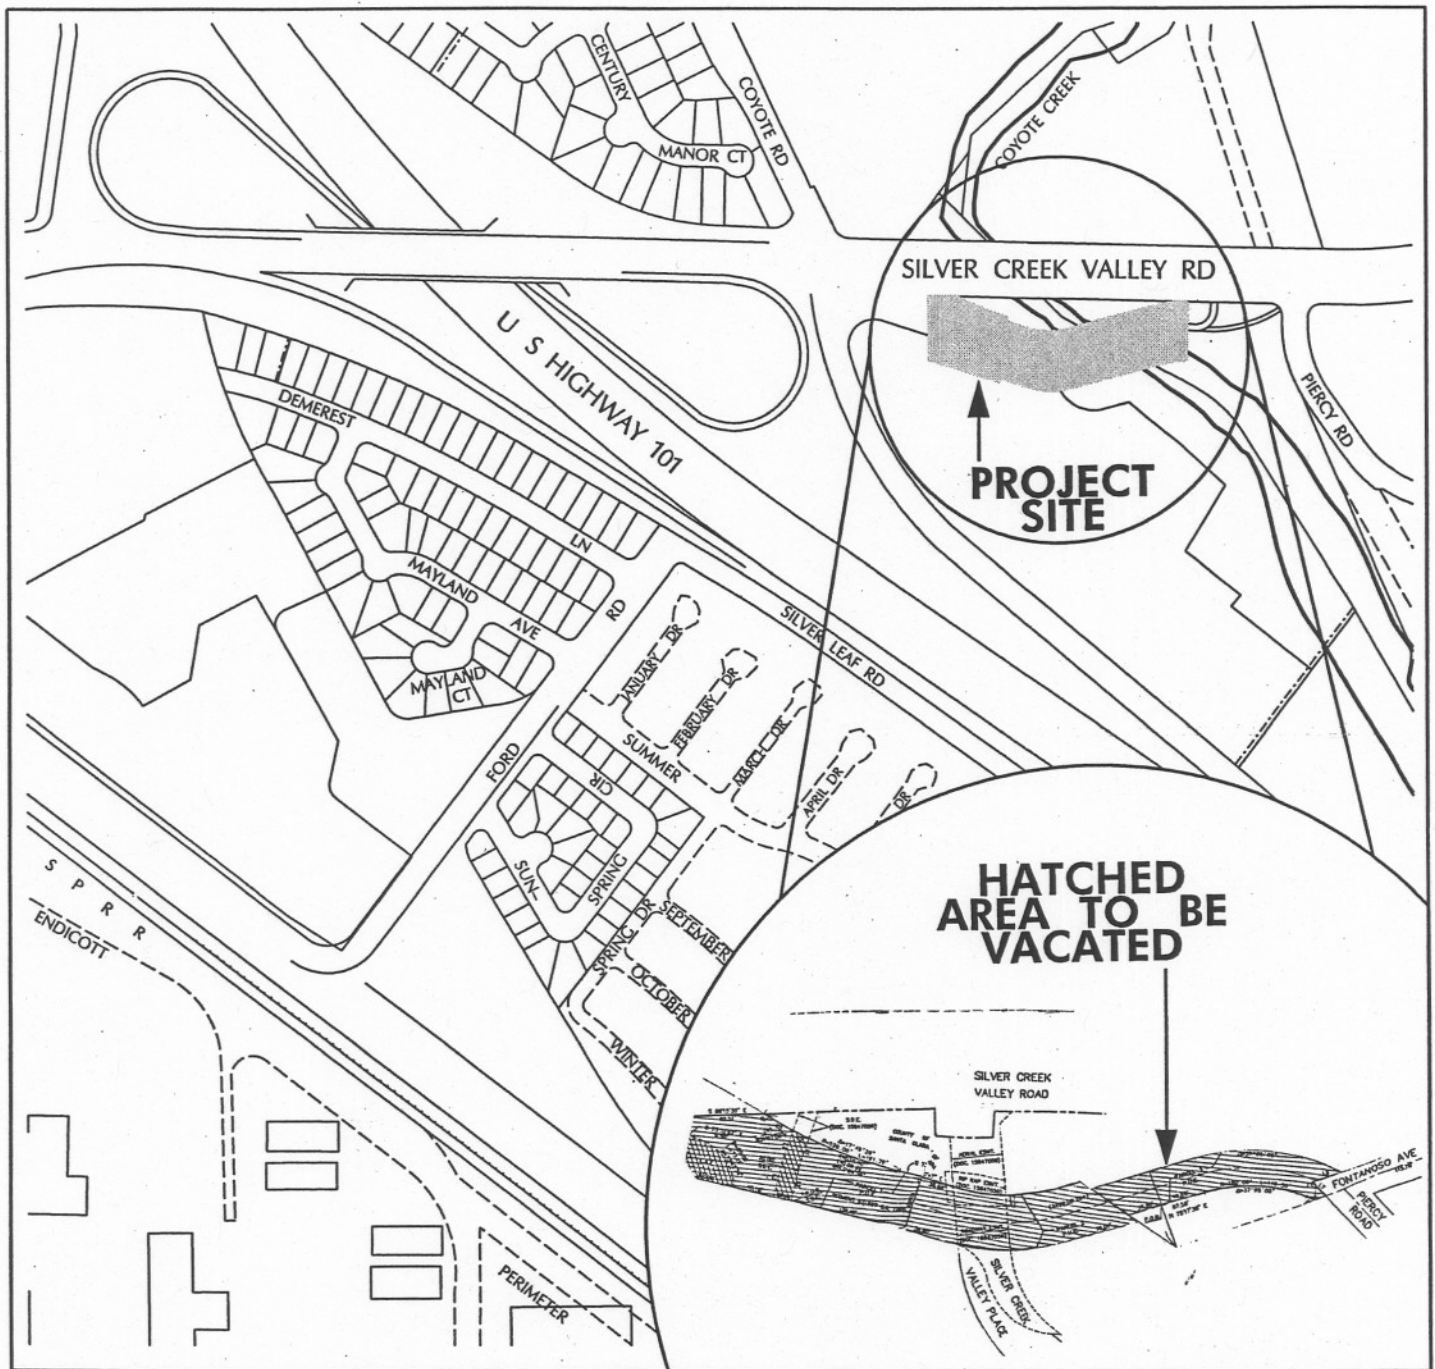 CENTURY
MANOR CT
COYOTE RD
COYOTE CREEK
SILVER CREEK VALLEY RD
U S HIGHWAY 101
PIERCY RD
PROJECT
SITE
DEMEREST
LN
MAYLAND
AVE
MAYLAND
CT
FORD
RD
SILVER LEAF RD
JANUARY DR
FEBRUARY DR
MARCH DR
APRIL DR
DR
SUMMER
CIR
SPRING
SUN-
SPRING DR
SEPTEMBER
OCTOBER
WINTER
S P R R
ENDICOTT
PERIMETER
HATCHED
AREA TO BE
VACATED
SILVER CREEK
VALLEY ROAD
COUNTY OF
SANTA CLARA
FONTANOSO AVE
PIERCY
ROAD
SILVER CREEK
VALLEY PLACE